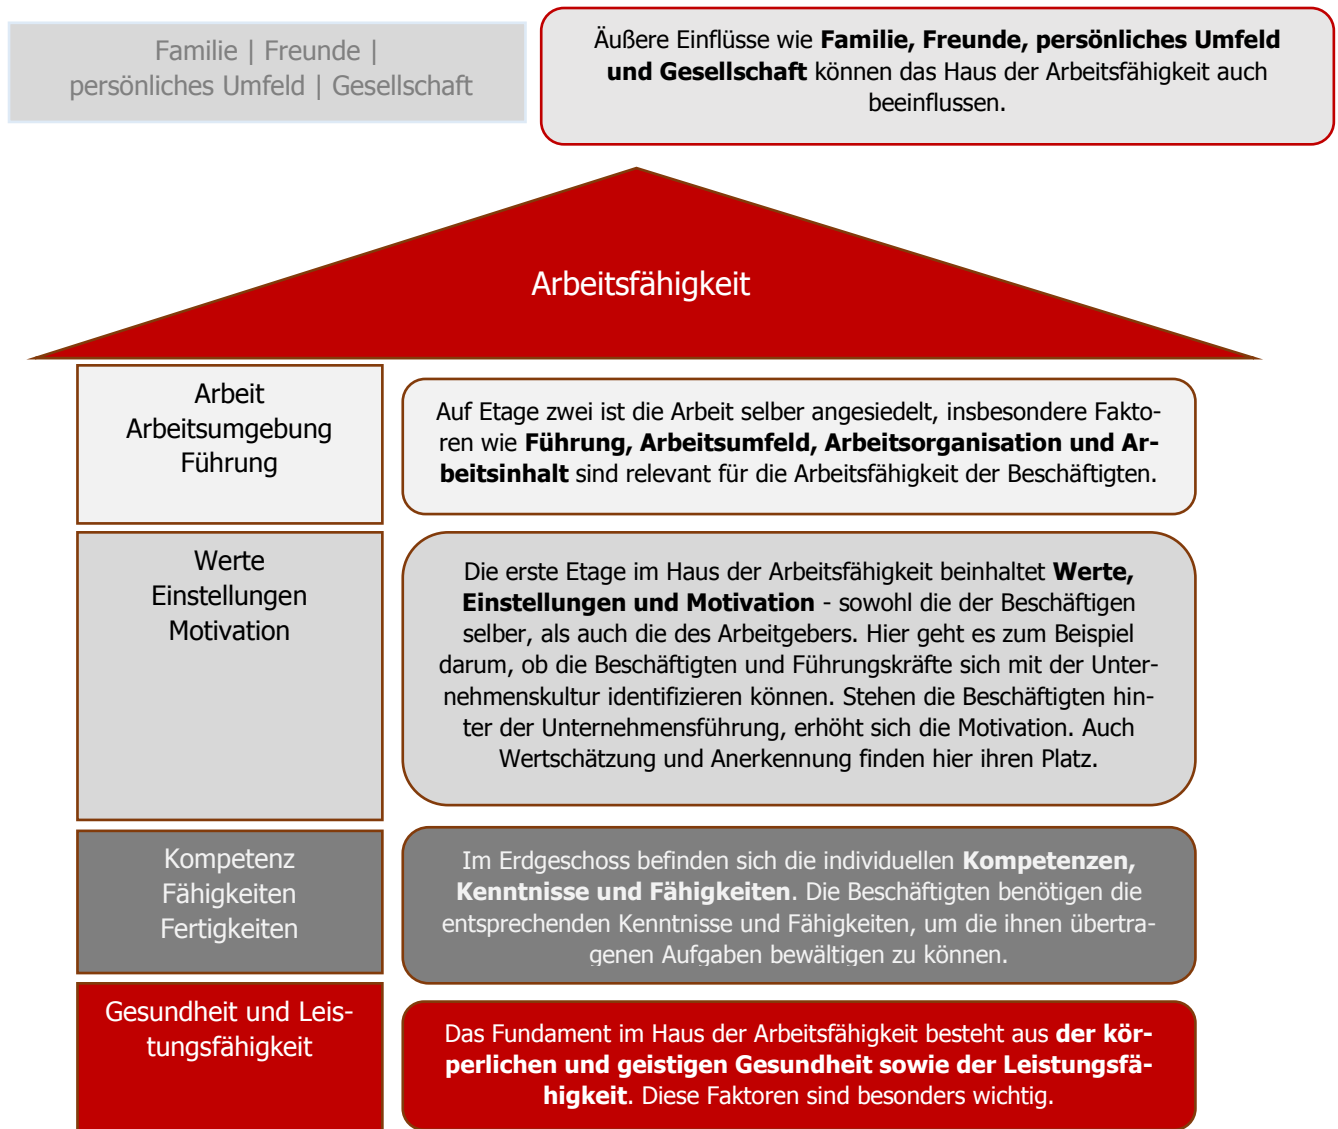 Familie | Freunde |
persönliches Umfeld | Gesellschaft
Äußere Einflüsse wie Familie, Freunde, persönliches Umfeld
und Gesellschaft können das Haus der Arbeitsfähigkeit auch
beeinflussen.
Arbeitsfähigkeit
Arbeit
Arbeitsumgebung
Führung
Auf Etage zwei ist die Arbeit selber angesiedelt, insbesondere Fakto-
ren wie Führung, Arbeitsumfeld, Arbeitsorganisation und Ar-
beitsinhalt sind relevant für die Arbeitsfähigkeit der Beschäftigten.
Werte
Einstellungen
Motivation
Die erste Etage im Haus der Arbeitsfähigkeit beinhaltet Werte,
Einstellungen und Motivation - sowohl die der Beschäftigen
selber, als auch die des Arbeitgebers. Hier geht es zum Beispiel
darum, ob die Beschäftigten und Führungskräfte sich mit der Unter-
nehmenskultur identifizieren können. Stehen die Beschäftigten hin-
ter der Unternehmensführung, erhöht sich die Motivation. Auch
Wertschätzung und Anerkennung finden hier ihren Platz.
Kompetenz
Fähigkeiten
Fertigkeiten
Im Erdgeschoss befinden sich die individuellen Kompetenzen,
Kenntnisse und Fähigkeiten. Die Beschäftigten benötigen die
entsprechenden Kenntnisse und Fähigkeiten, um die ihnen übertra-
genen Aufgaben bewältigen zu können.
Gesundheit und Leis-
tungsfähigkeit
Das Fundament im Haus der Arbeitsfähigkeit besteht aus der kör-
perlichen und geistigen Gesundheit sowie der Leistungsfä-
higkeit. Diese Faktoren sind besonders wichtig.